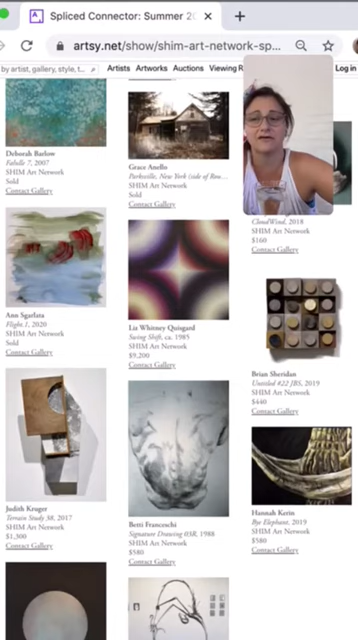 Spliced Connector: Summer 20
artsy.net/show/shim-art-network-sp...
by artist, gallery, style, t...
Artists Artworks Auctions Viewing R
Log in
Deborah Barlow
Fabulle 7, 2007
SHIM Art Network
Sold
Contact Gallery
Grace Anello
Parksville, New York (side of Rou...
SHIM Art Network
Sold
Contact Gallery
CloudWind, 2018
SHIM Art Network
$160
Contact Gallery
Ann Sgarlata
Flight.1, 2020
SHIM Art Network
Sold
Contact Gallery
Liz Whitney Quisgard
Swing Shift, ca. 1985
SHIM Art Network
$9,200
Contact Gallery
Brian Sheridan
Untitled #22 JBS, 2019
SHIM Art Network
$440
Contact Gallery
Judith Kruger
Terrain Study 38, 2017
SHIM Art Network
$1,300
Contact Gallery
Betti Franceschi
Signature Drawing 03R, 1988
SHIM Art Network
$580
Contact Gallery
Hannah Kerin
Bye Elephant, 2019
SHIM Art Network
$580
Contact Gallery